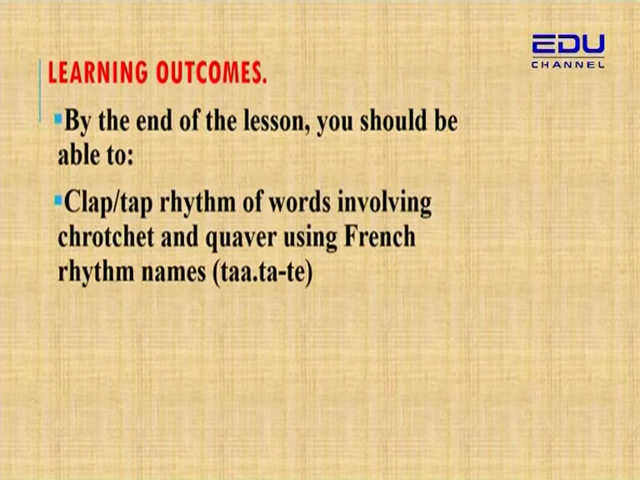 EDU
CHANNEL
LEARNING OUTCOMES.
▪By the end of the lesson, you should be
able to:
▪Clap/tap rhythm of words involving
chrotchet and quaver using French
rhythm names (taa.ta-te)